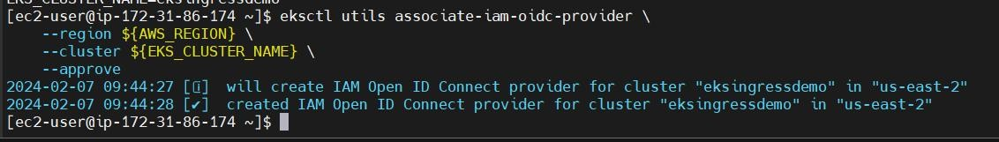 EKS_CLUSTER_NAME=eksingressdemo
[ec2-user@ip-172-31-86-174 ~]$ eksctl utils associate-iam-oidc-provider \
    --region ${AWS_REGION} \
    --cluster ${EKS_CLUSTER_NAME} \
    --approve
2024-02-07 09:44:27 [ℹ]  will create IAM Open ID Connect provider for cluster "eksingressdemo" in "us-east-2"
2024-02-07 09:44:28 [✔]  created IAM Open ID Connect provider for cluster "eksingressdemo" in "us-east-2"
[ec2-user@ip-172-31-86-174 ~]$